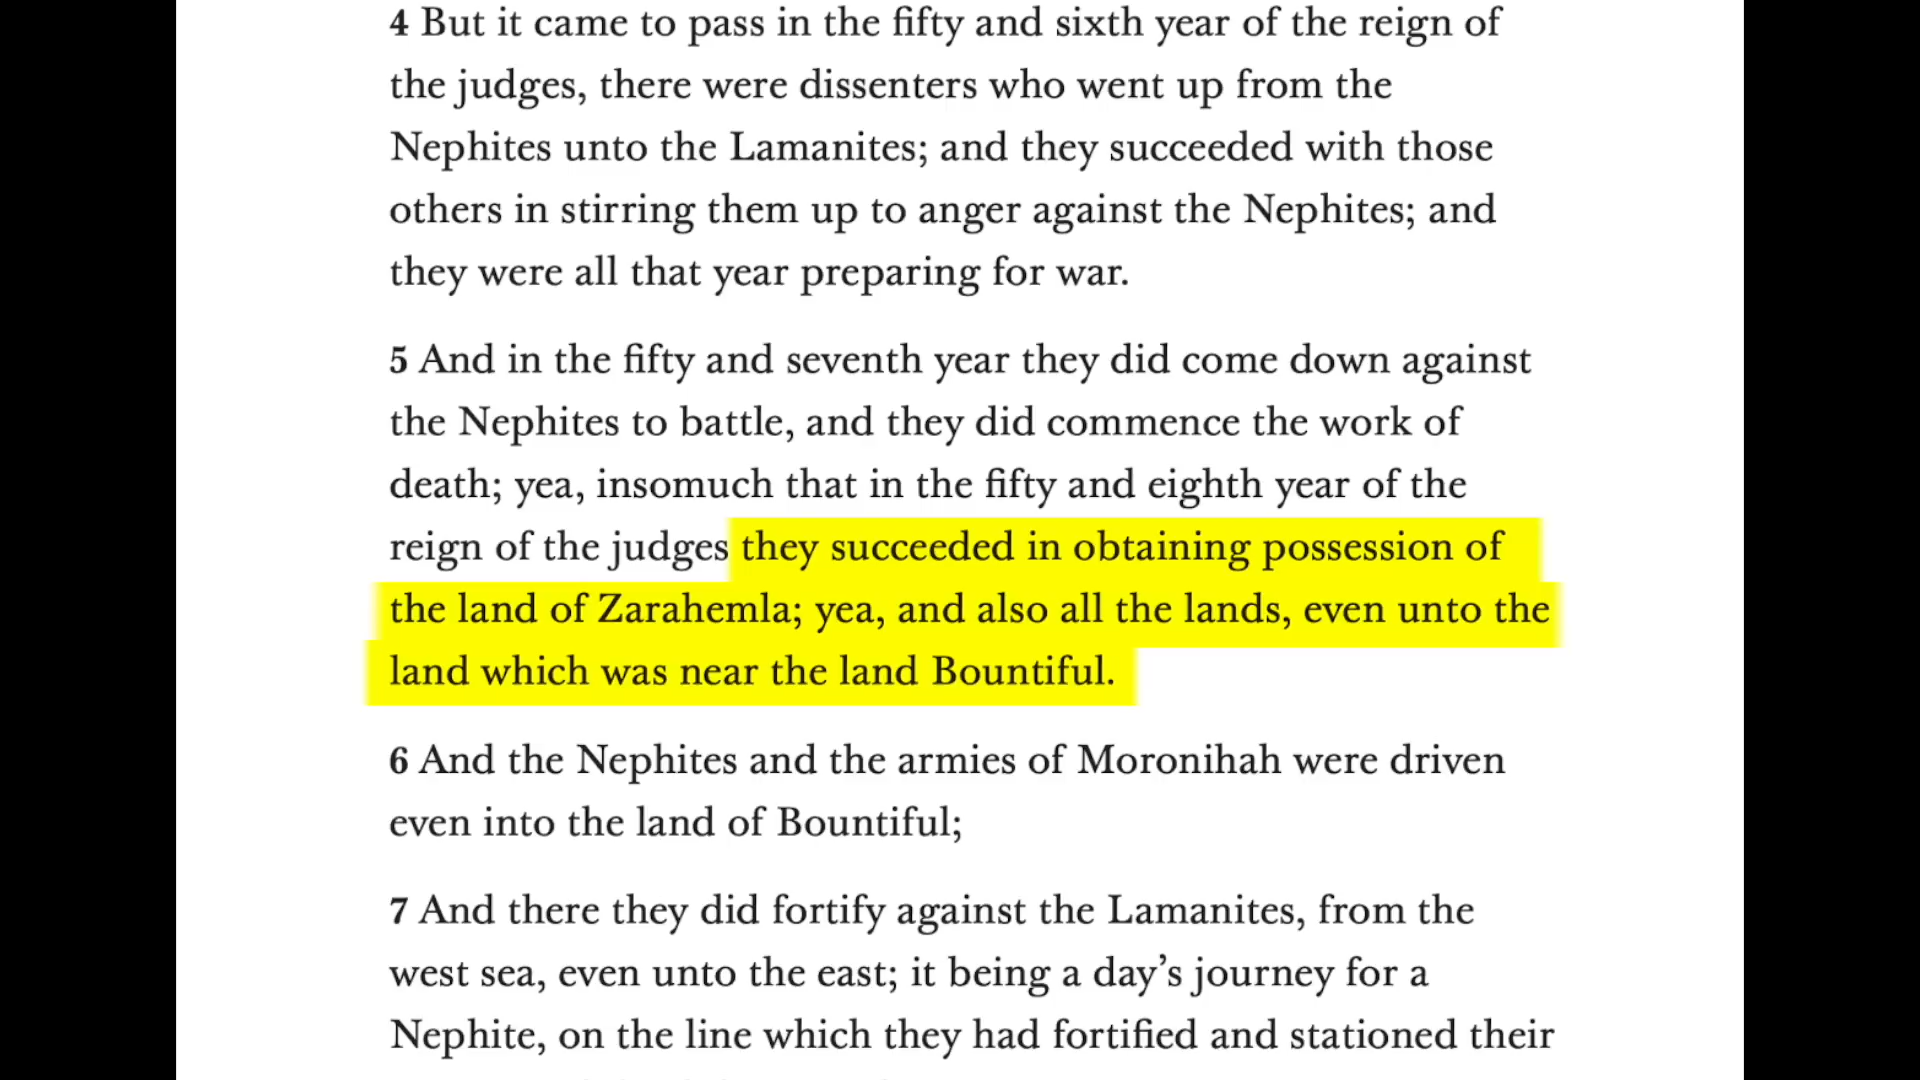 4 But it came to pass in the fifty and sixth year of the reign of
the judges, there were dissenters who went up from the
Nephites unto the Lamanites; and they succeeded with those
others in stirring them up to anger against the Nephites; and
they were all that year preparing for war.
5 And in the fifty and seventh year they did come down against
the Nephites to battle, and they did commence the work of
death; yea, insomuch that in the fifty and eighth year of the
reign of the judges they succeeded in obtaining possession of
the land of Zarahemla; yea, and also all the lands, even unto the
land which was near the land Bountiful.
6 And the Nephites and the armies of Moronihah were driven
even into the land of Bountiful;
7 And there they did fortify against the Lamanites, from the
west sea, even unto the east; it being a day’s journey for a
Nephite, on the line which they had fortified and stationed their